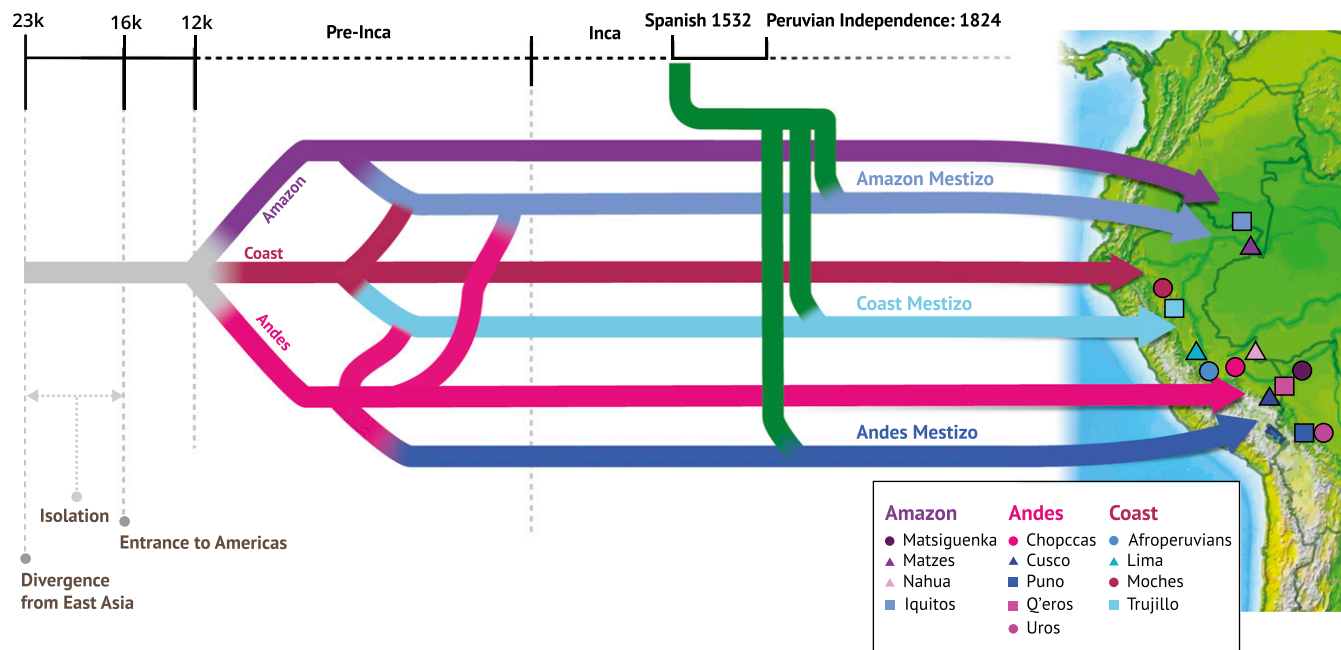 23k
16k
12k
Pre-Inca
Inca
Spanish 1532
Peruvian Independence: 1824
Amazon
Coast
Andes
Amazon Mestizo
Coast Mestizo
Andes Mestizo
Isolation
Entrance to Americas
Divergence
from East Asia
Amazon
Matsiguenka
Matzes
Nahua
Iquitos
Andes
Chopccas
Cusco
Puno
Q'eros
Uros
Coast
Afroperuvians
Lima
Moches
Trujillo